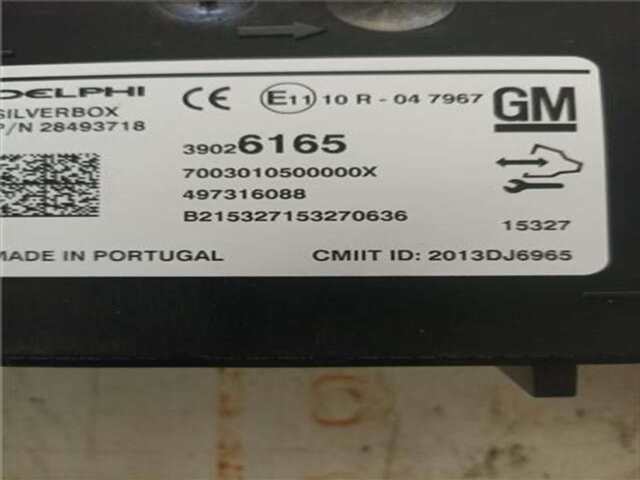 DELPHI
SILVERBOX
P/N 28493718
CE
E11 10 R - 04 7967
GM
39026165
7003010500000X
497316088
B215327153270636
15327
MADE IN PORTUGAL
CMIIT ID: 2013DJ6965